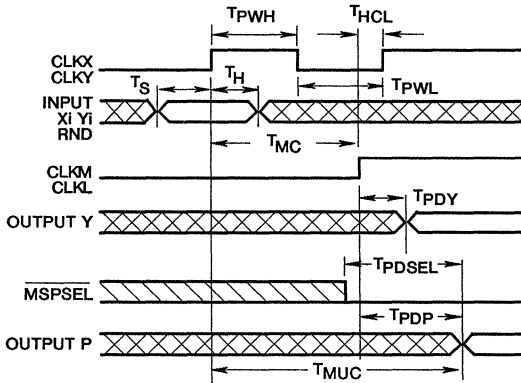 TPWH
THCL
CLKX
CLKY
TS
TH
TPWL
INPUT
Xi Yi
RND
TMC
CLKM
CLKL
TPDY
OUTPUT Y
TPDSEL
MSPSEL
TPDP
OUTPUT P
TMUC